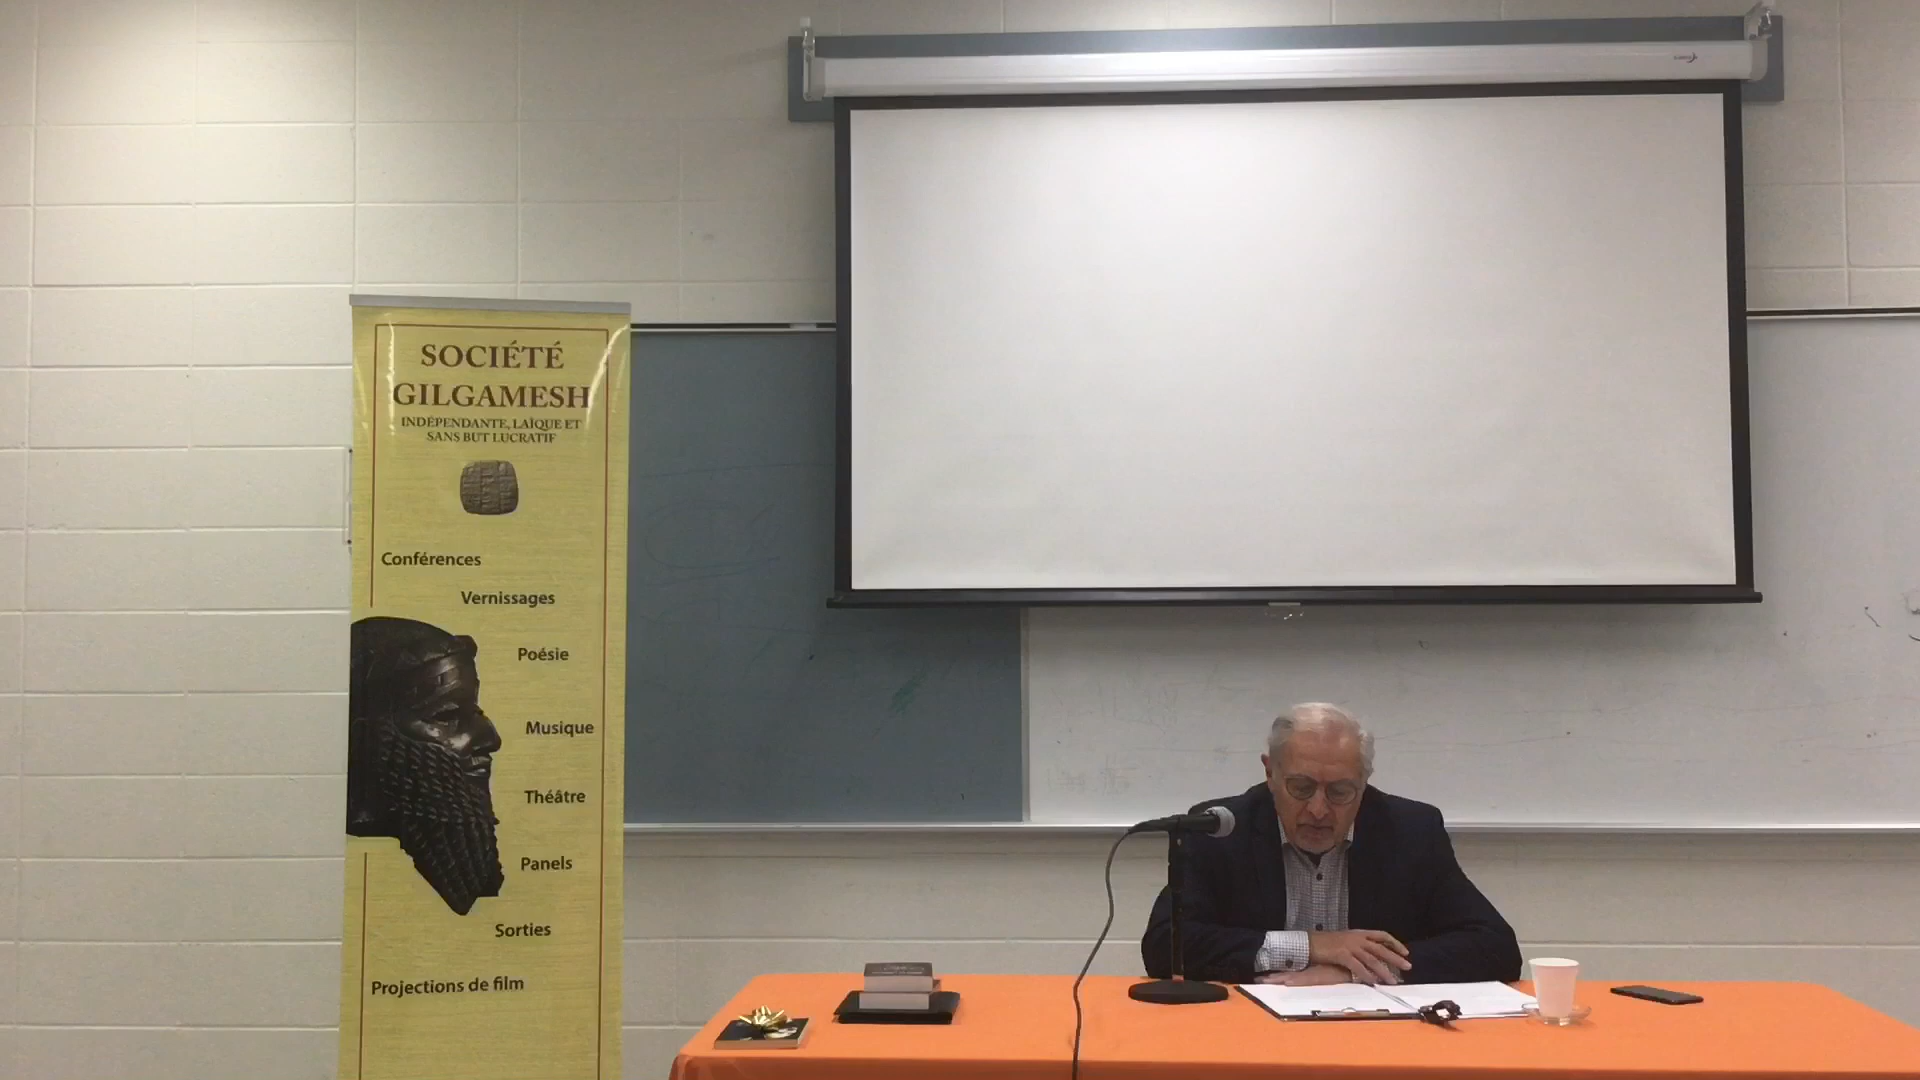 SOCIÉTÉ
GILGAMESH
INDÉPENDANTE, LAÏQUE ET
SANS BUT LUCRATIF
Conférences
Vernissages
Poésie
Musique
Théâtre
Panels
Sorties
Projections de film